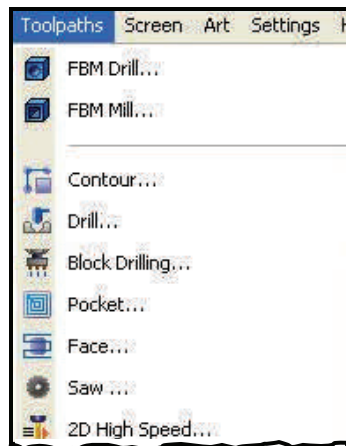 Toolpaths Screen Art Settings
FBM Drill...
FBM Mill...
Contour...
Drill...
Block Drilling...
Pocket...
Face...
Saw ...
2D High Speed...